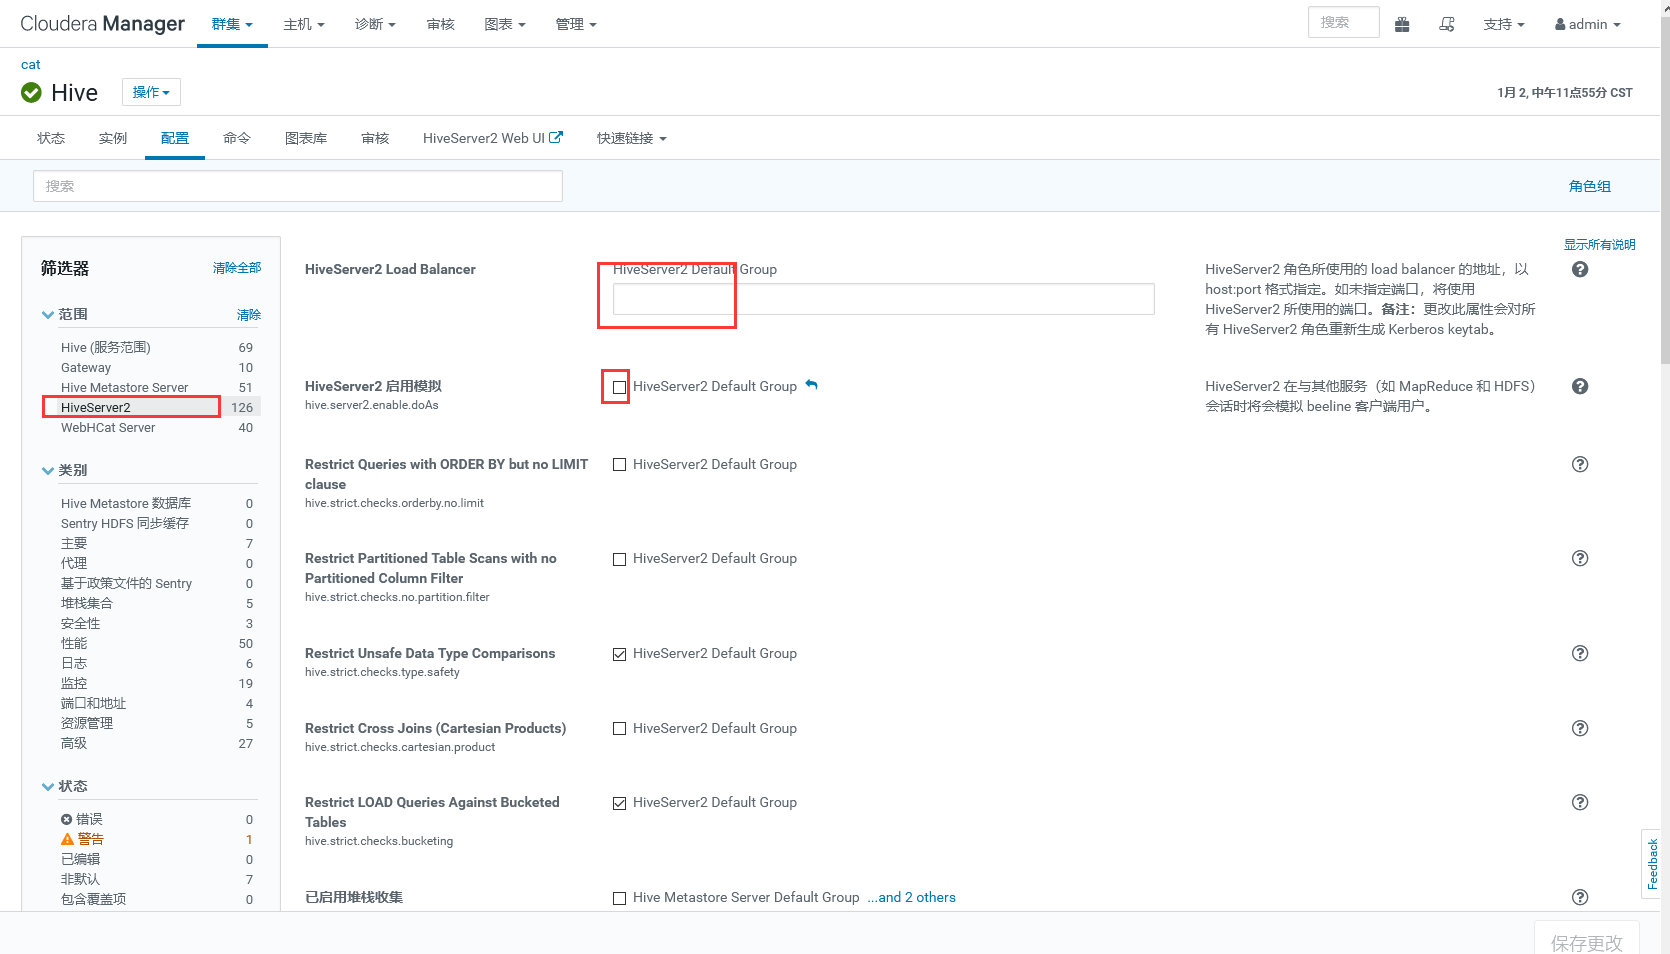 Cloudera Manager 群集 主机 诊断 审核 图表 管理 搜索 支持 admin
cat
Hive 操作 1月 2, 中午11点55分 CST
状态 实例 配置 命令 图表库 审核 HiveServer2 Web UI 快速链接
搜索 角色组
显示所有说明
筛选器 清除全部
范围 清除
Hive (服务范围) 69
Gateway 10
Hive Metastore Server 51
HiveServer2 126
WebHCat Server 40
类别
Hive Metastore 数据库 0
Sentry HDFS 同步缓存 0
主要 7
代理 0
基于政策文件的 Sentry 0
堆栈集合 5
安全性 3
性能 50
日志 6
监控 19
端口和地址 4
资源管理 5
高级 27
状态
错误 0
警告 1
已编辑 0
非默认 7
包含覆盖项 0
HiveServer2 Load Balancer
HiveServer2 Default Group
HiveServer2 角色所使用的 load balancer 的地址，以
host:port 格式指定。如未指定端口，将使用
HiveServer2 所使用的端口。备注：更改此属性会对所
有 HiveServer2 角色重新生成 Kerberos keytab。
HiveServer2 启用模拟
hive.server2.enable.doAs
HiveServer2 Default Group
HiveServer2 在与其他服务（如 MapReduce 和 HDFS）
会话时将会模拟 beeline 客户端用户。
Restrict Queries with ORDER BY but no LIMIT
clause
hive.strict.checks.orderby.no.limit
HiveServer2 Default Group
Restrict Partitioned Table Scans with no
Partitioned Column Filter
hive.strict.checks.no.partition.filter
HiveServer2 Default Group
Restrict Unsafe Data Type Comparisons
hive.strict.checks.type.safety
HiveServer2 Default Group
Restrict Cross Joins (Cartesian Products)
hive.strict.checks.cartesian.product
HiveServer2 Default Group
Restrict LOAD Queries Against Bucketed
Tables
hive.strict.checks.bucketing
HiveServer2 Default Group
已启用堆栈收集
Hive Metastore Server Default Group ...and 2 others
Feedback
保存更改